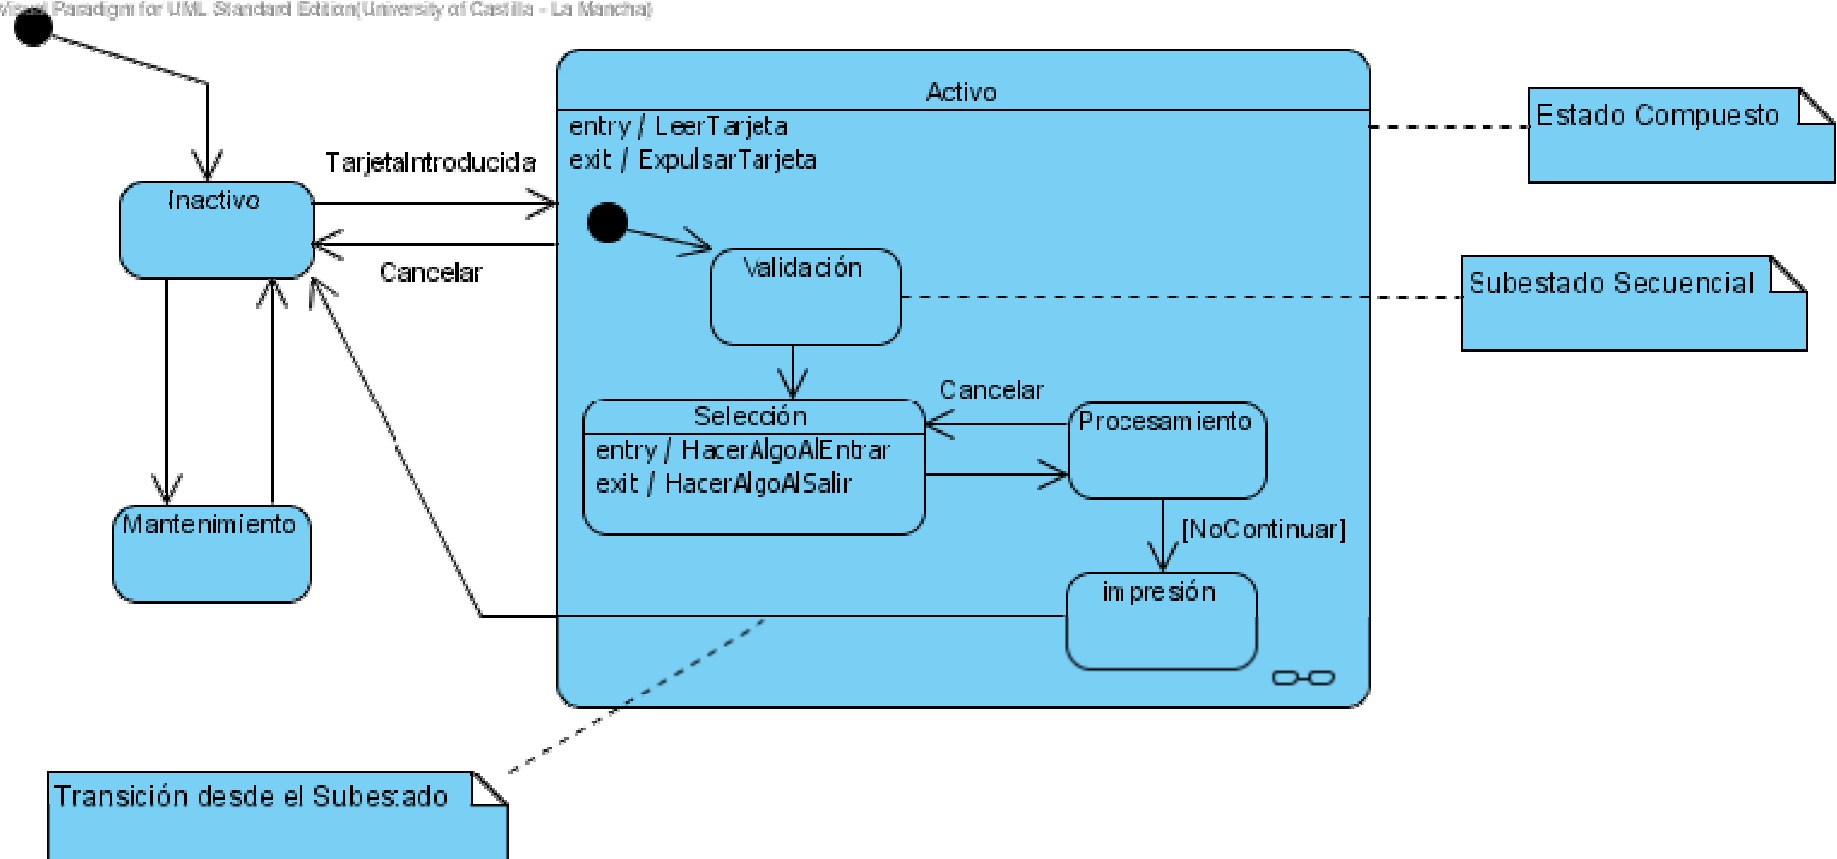 Visual Paradigm for UML Standard Edition(University of Castilla - La Mancha)
Activo
entry / LeerTarjeta
exit / ExpulsarTarjeta
Estado Compuesto
TarjetaIntroducida
Inactivo
Cancelar
Validación
Subestado Secuencial
Cancelar
Selección
entry / HacerAlgoAlEntrar
exit / HacerAlgoAlSalir
Procesamiento
Mantenimiento
[NoContinuar]
impresión
Transición desde el Subestado